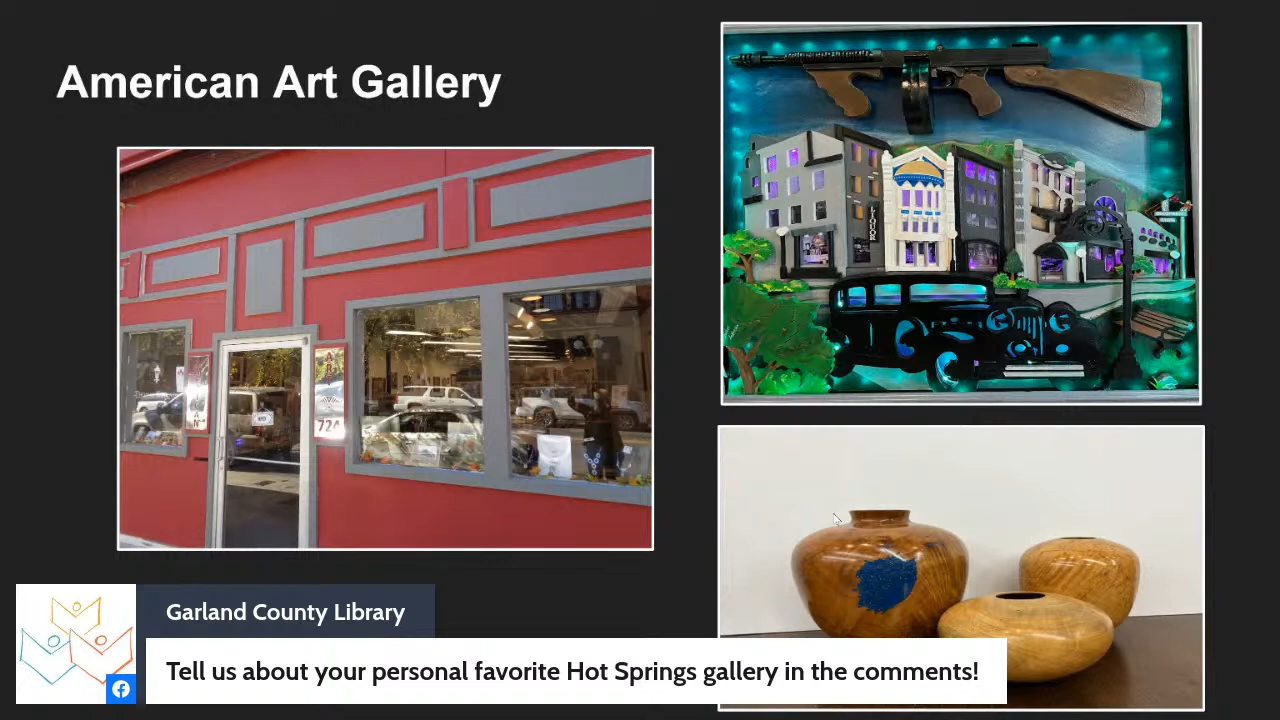 American Art Gallery
LIQUOR
724
Garland County Library
Tell us about your personal favorite Hot Springs gallery in the comments!